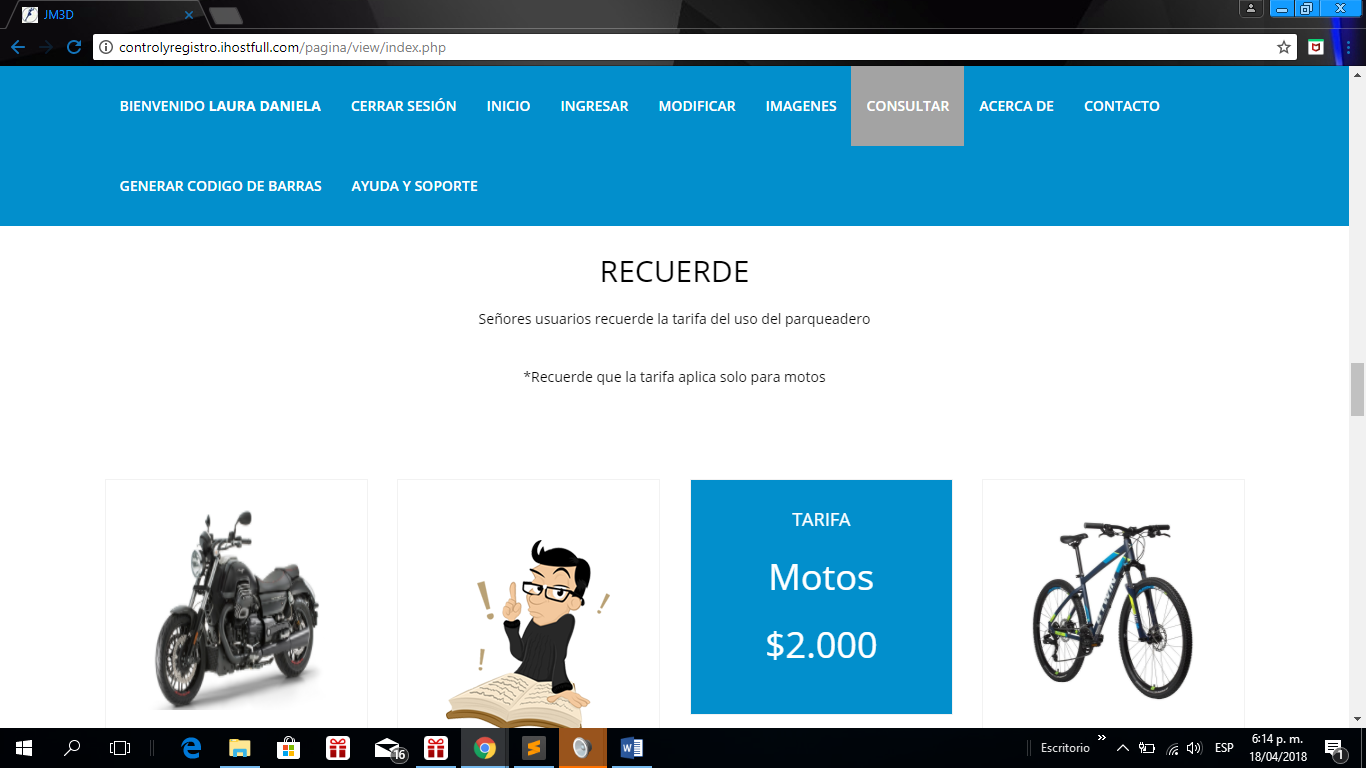 JM3D
controlyregistro.ihostfull.com/pagina/view/index.php
BIENVENIDO LAURA DANIELA CERRAR SESIÓN INICIO INGRESAR MODIFICAR IMAGENES CONSULTAR ACERCA DE CONTACTO
GENERAR CODIGO DE BARRAS AYUDA Y SOPORTE
RECUERDE
Señores usuarios recuerde la tarifa del uso del parqueadero
*Recuerde que la tarifa aplica solo para motos
TARIFA
Motos
$2.000
16
Escritorio
ESP
6:14 p. m.
18/04/2018
1